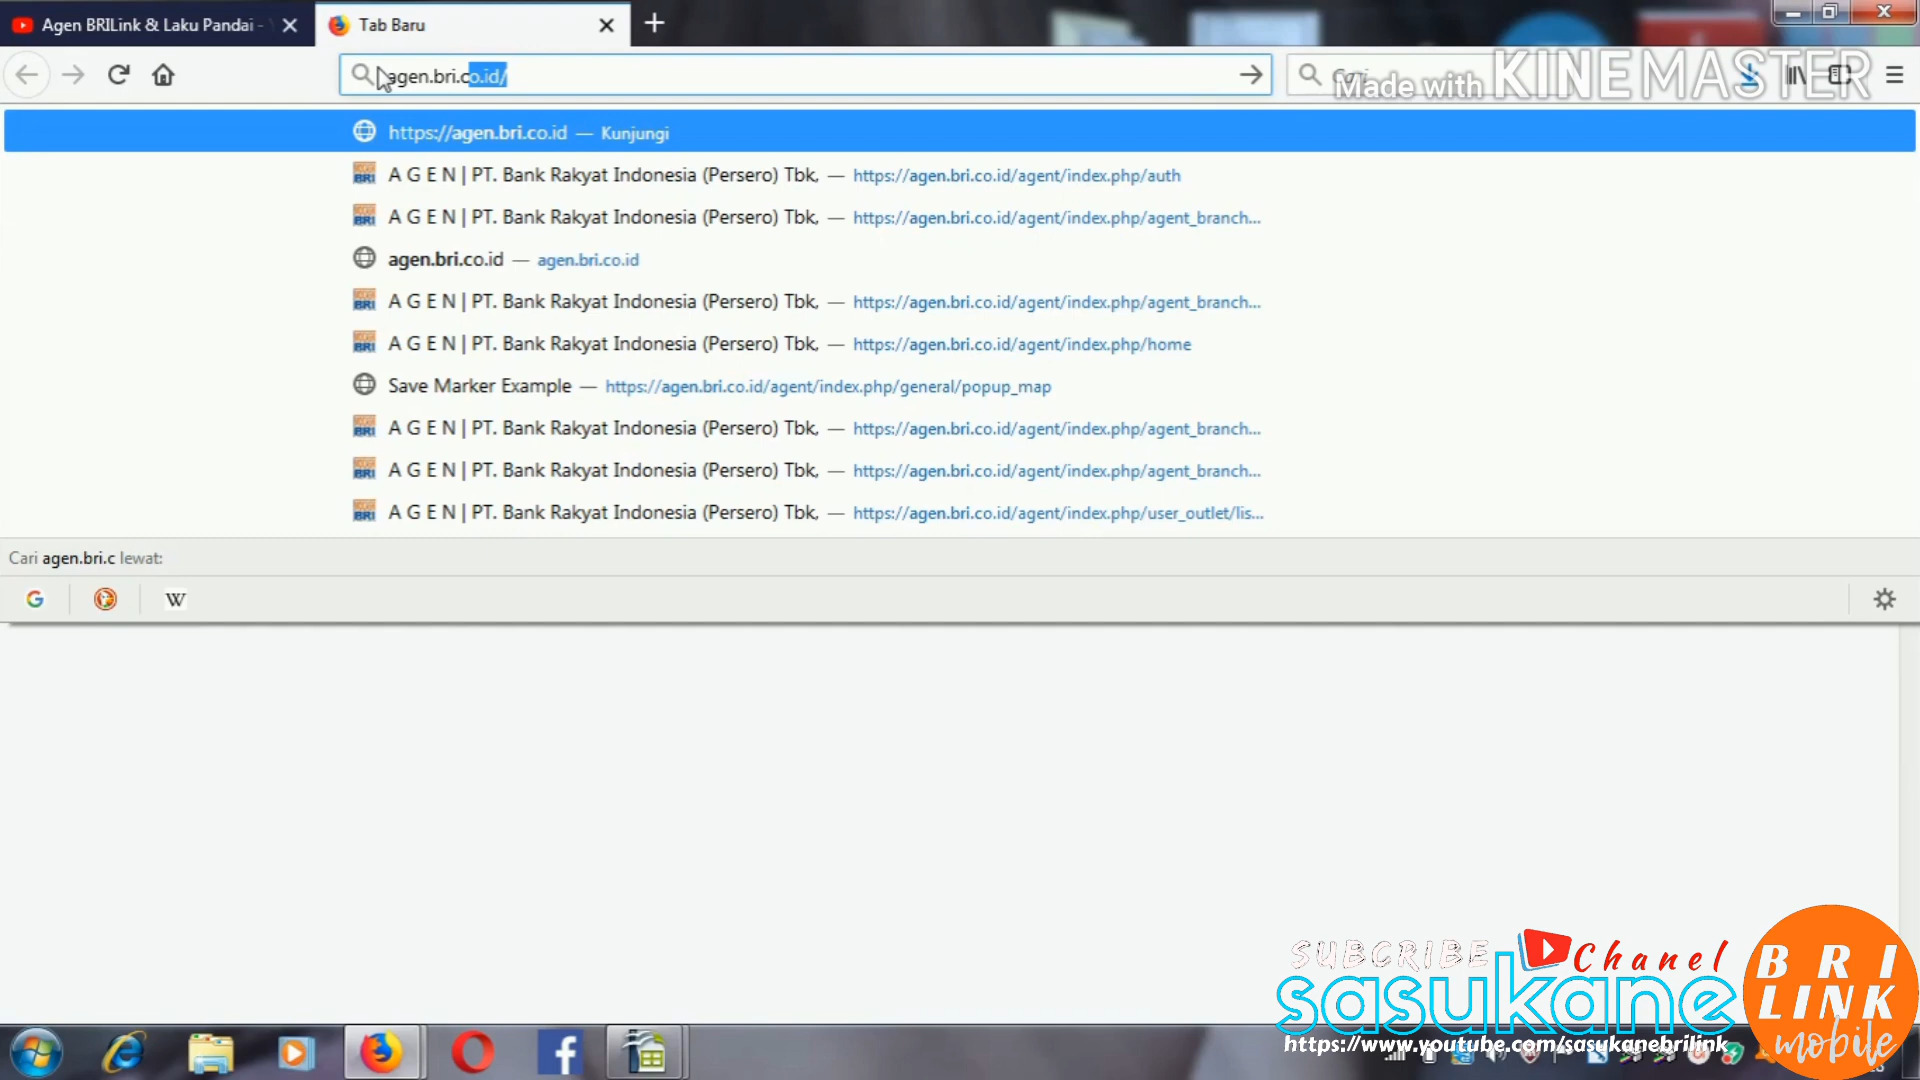 Agen BRILink & Laku Pandai -
Tab Baru
agen.bri.co.id/
Cari
Made with KINEMASTER
https://agen.bri.co.id — Kunjungi
A G E N | PT. Bank Rakyat Indonesia (Persero) Tbk, — https://agen.bri.co.id/agent/index.php/auth
A G E N | PT. Bank Rakyat Indonesia (Persero) Tbk, — https://agen.bri.co.id/agent/index.php/agent_branch...
agen.bri.co.id — agen.bri.co.id
A G E N | PT. Bank Rakyat Indonesia (Persero) Tbk, — https://agen.bri.co.id/agent/index.php/agent_branch...
A G E N | PT. Bank Rakyat Indonesia (Persero) Tbk, — https://agen.bri.co.id/agent/index.php/home
Save Marker Example — https://agen.bri.co.id/agent/index.php/general/popup_map
A G E N | PT. Bank Rakyat Indonesia (Persero) Tbk, — https://agen.bri.co.id/agent/index.php/agent_branch...
A G E N | PT. Bank Rakyat Indonesia (Persero) Tbk, — https://agen.bri.co.id/agent/index.php/agent_branch...
A G E N | PT. Bank Rakyat Indonesia (Persero) Tbk, — https://agen.bri.co.id/agent/index.php/user_outlet/lis...
Cari agen.bri.c lewat:
SUBCRIBE Chanel
sasukane
https://www.youtube.com/sasukanebrilink
BRI
LINK
mobile